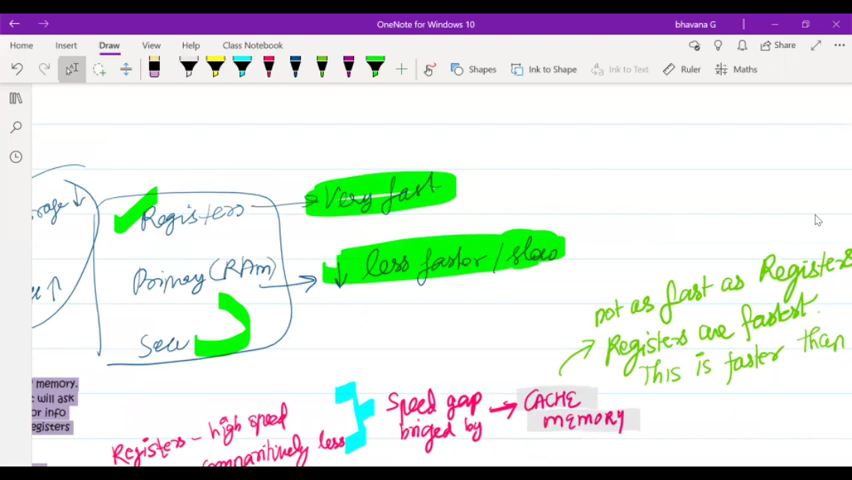 OneNote for Windows 10
bhavana G
Home Insert Draw View Help Class Notebook
Share
Shapes Ink to Shape Ink to Text Ruler Maths
Registers
Very fast
Primary (RAM)
less faster / slow
not as fast as Registers
Registers are fastest.
This is faster than
memory.
will ask
or info
egisters
Registers - high speed
less
Speed gap
briged by
CACHE
MEMORY